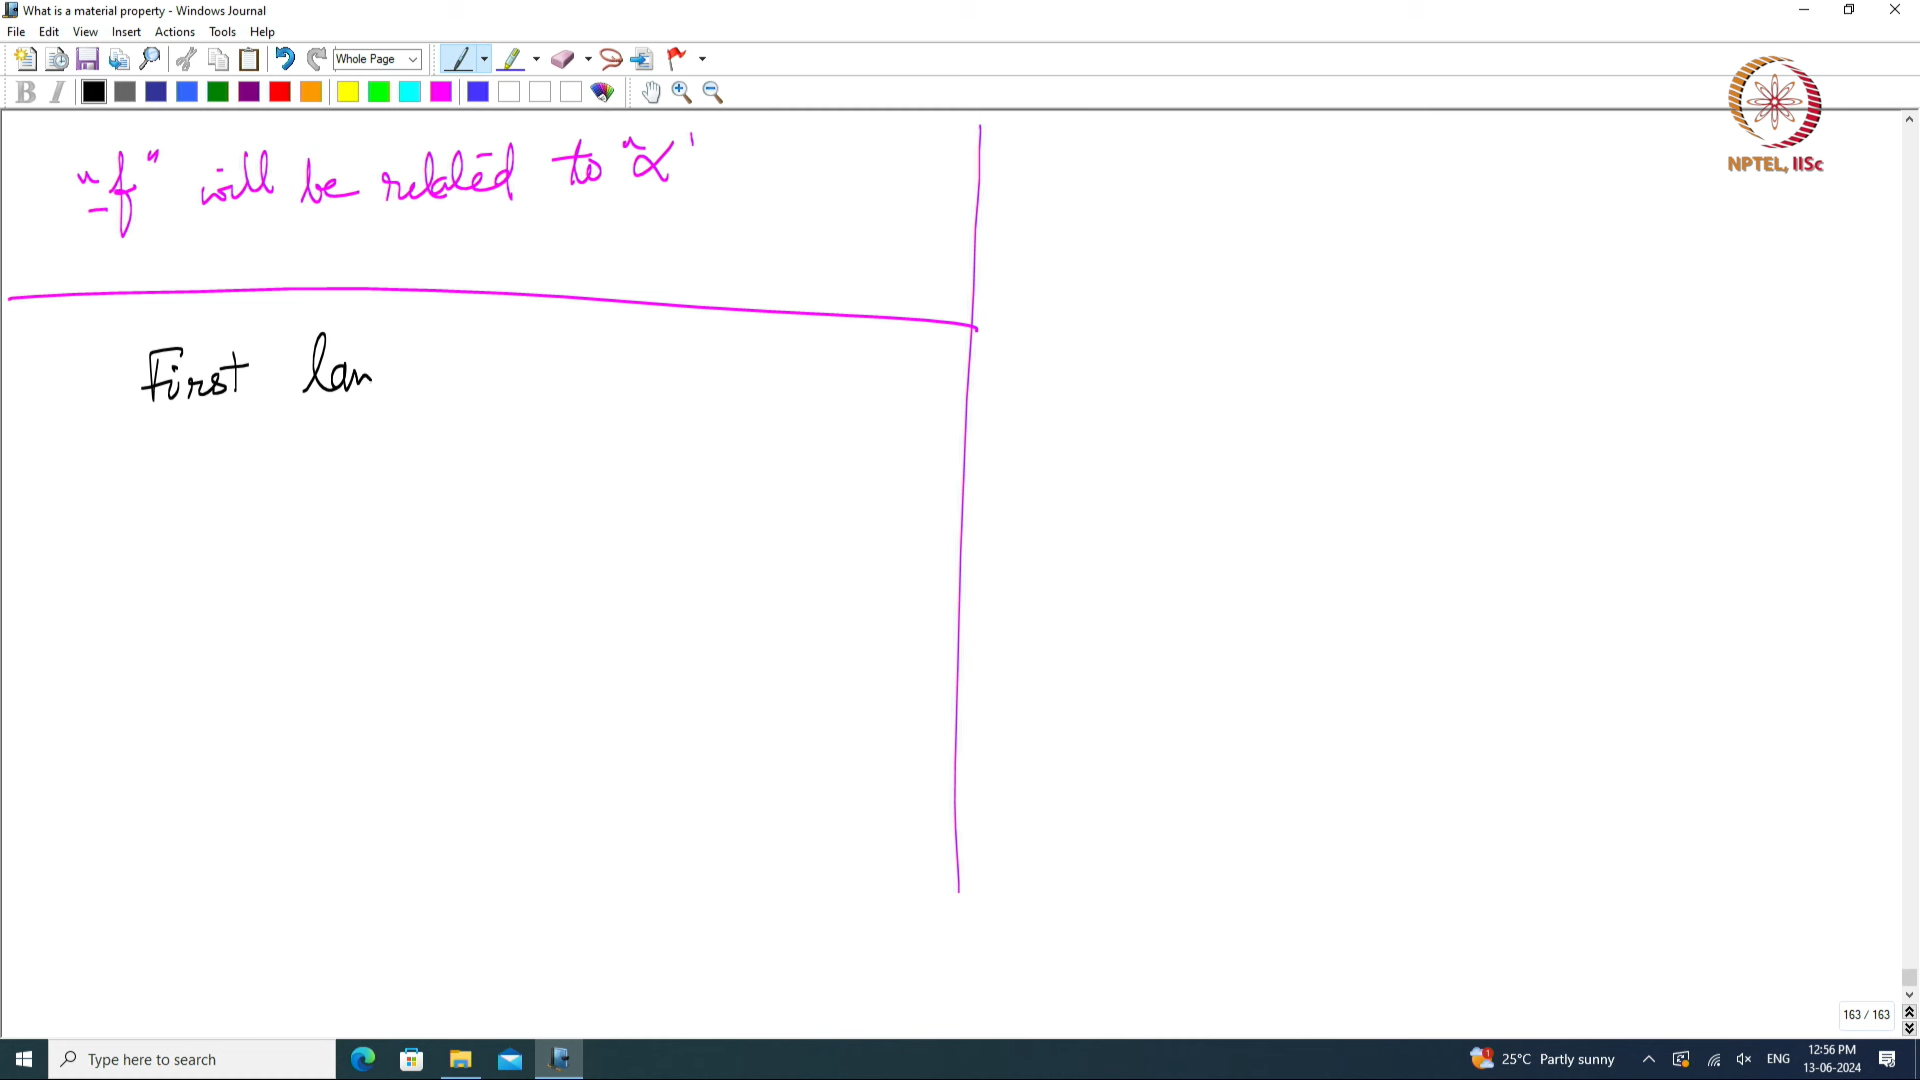 What is a material property - Windows Journal
File Edit View Insert Actions Tools Help
Whole Page
B I
NPTEL, IISc
"f" will be related to "α"
First law
163 / 163
Type here to search
25°C Partly sunny
ENG
12:56 PM
13-06-2024